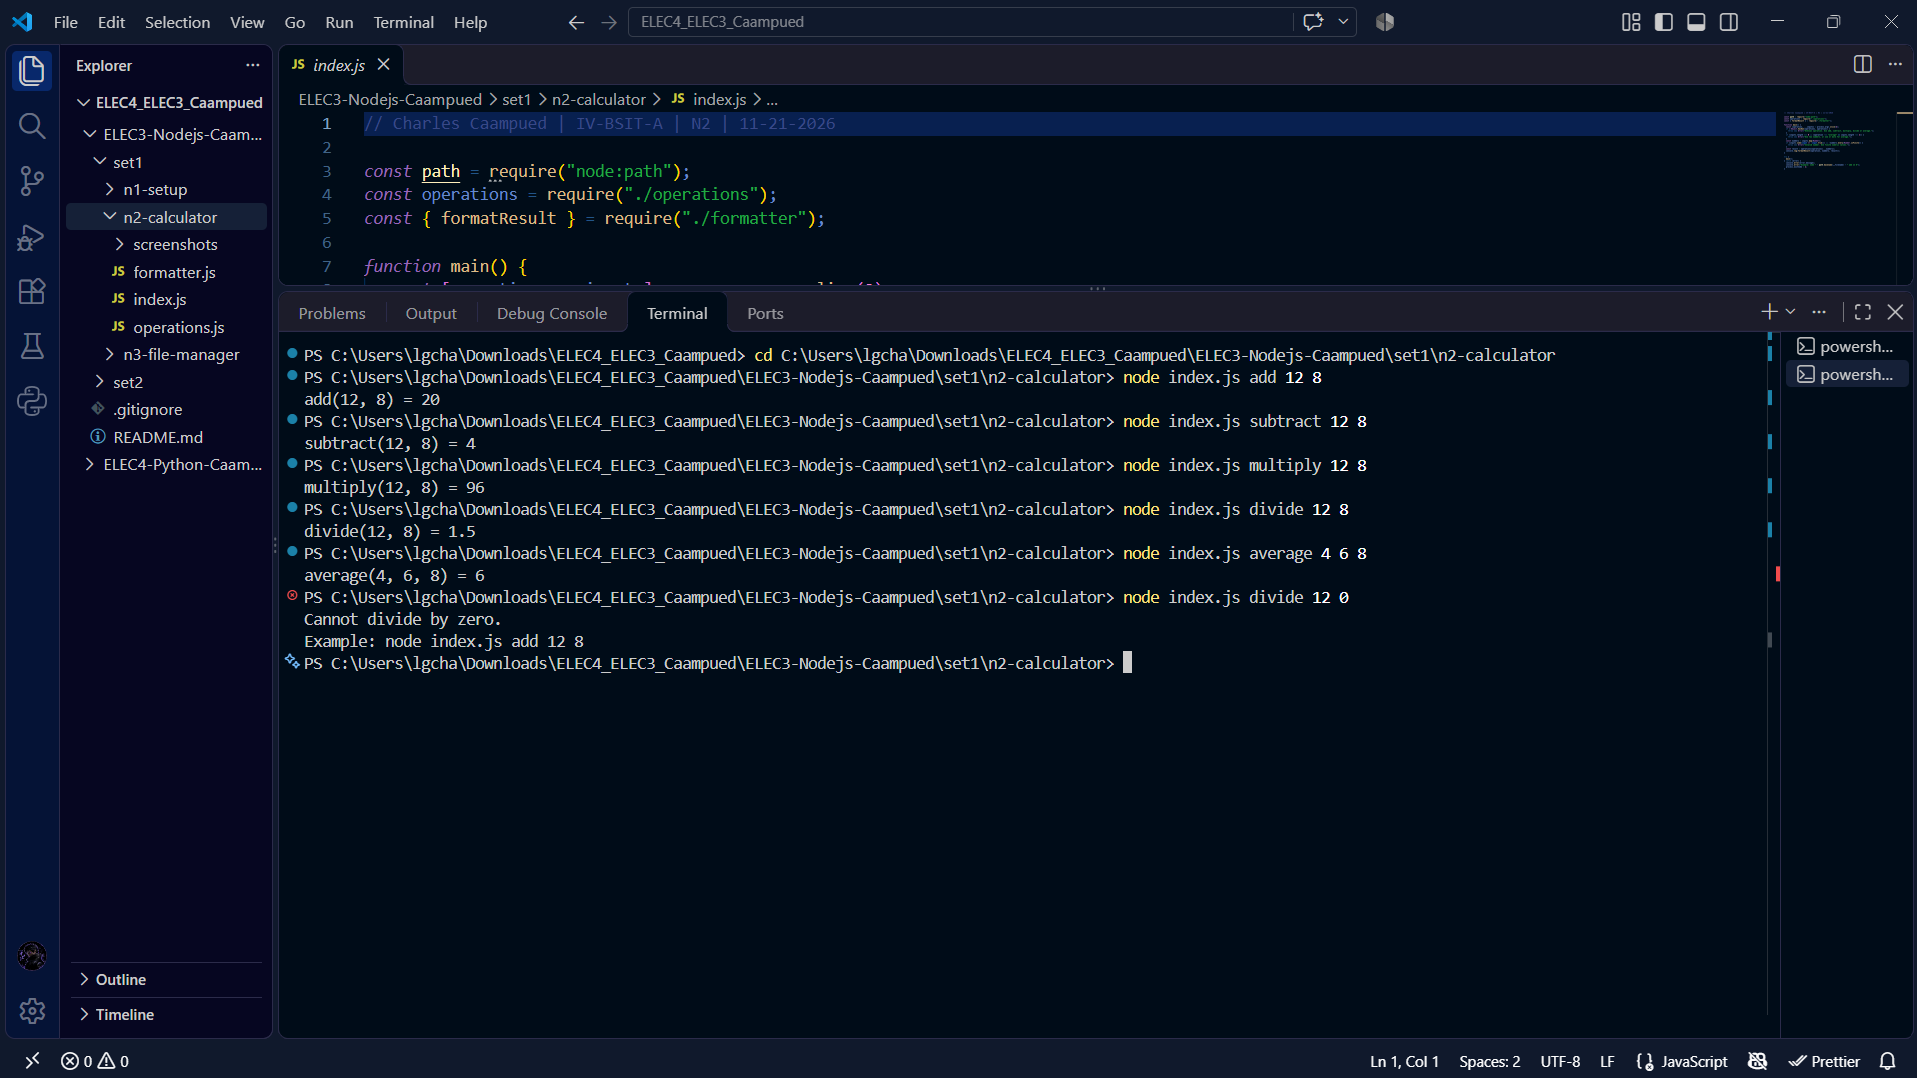 File Edit Selection View Go Run Terminal Help
ELEC4_ELEC3_Caampued
Explorer
ELEC4_ELEC3_Caampued
ELEC3-Nodejs-Caam...
set1
n1-setup
n2-calculator
screenshots
JS formatter.js
JS index.js
JS operations.js
n3-file-manager
set2
.gitignore
README.md
ELEC4-Python-Caam...
Outline
Timeline
JS index.js
ELEC3-Nodejs-Caampued > set1 > n2-calculator > JS index.js > ...
1 // Charles Caampued | IV-BSIT-A | N2 | 11-21-2026
2
3 const path = require("node:path");
4 const operations = require("./operations");
5 const { formatResult } = require("./formatter");
6
7 function main() {
Problems Output Debug Console Terminal Ports
PS C:\Users\lgcha\Downloads\ELEC4_ELEC3_Caampued> cd C:\Users\lgcha\Downloads\ELEC4_ELEC3_Caampued\ELEC3-Nodejs-Caampued\set1\n2-calculator
PS C:\Users\lgcha\Downloads\ELEC4_ELEC3_Caampued\ELEC3-Nodejs-Caampued\set1\n2-calculator> node index.js add 12 8
add(12, 8) = 20
PS C:\Users\lgcha\Downloads\ELEC4_ELEC3_Caampued\ELEC3-Nodejs-Caampued\set1\n2-calculator> node index.js subtract 12 8
subtract(12, 8) = 4
PS C:\Users\lgcha\Downloads\ELEC4_ELEC3_Caampued\ELEC3-Nodejs-Caampued\set1\n2-calculator> node index.js multiply 12 8
multiply(12, 8) = 96
PS C:\Users\lgcha\Downloads\ELEC4_ELEC3_Caampued\ELEC3-Nodejs-Caampued\set1\n2-calculator> node index.js divide 12 8
divide(12, 8) = 1.5
PS C:\Users\lgcha\Downloads\ELEC4_ELEC3_Caampued\ELEC3-Nodejs-Caampued\set1\n2-calculator> node index.js average 4 6 8
average(4, 6, 8) = 6
PS C:\Users\lgcha\Downloads\ELEC4_ELEC3_Caampued\ELEC3-Nodejs-Caampued\set1\n2-calculator> node index.js divide 12 0
Cannot divide by zero.
Example: node index.js add 12 8
PS C:\Users\lgcha\Downloads\ELEC4_ELEC3_Caampued\ELEC3-Nodejs-Caampued\set1\n2-calculator>
powersh...
powersh...
0 0
Ln 1, Col 1 Spaces: 2 UTF-8 LF JavaScript Prettier